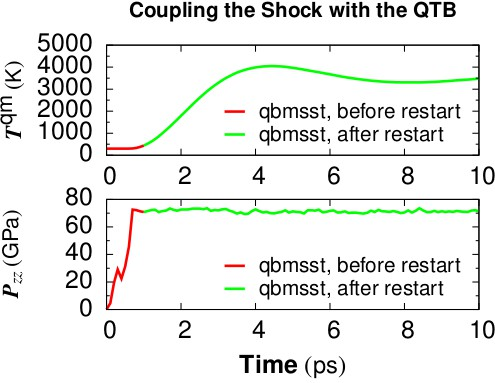 Coupling the Shock with the QTB
5000
4000
3000
2000
1000
0
T^qm (K)
qbmsst, before restart
qbmsst, after restart
0 2 4 6 8 10
80
60
40
20
0
P_zz (GPa)
qbmsst, before restart
qbmsst, after restart
0 2 4 6 8 10
Time (ps)